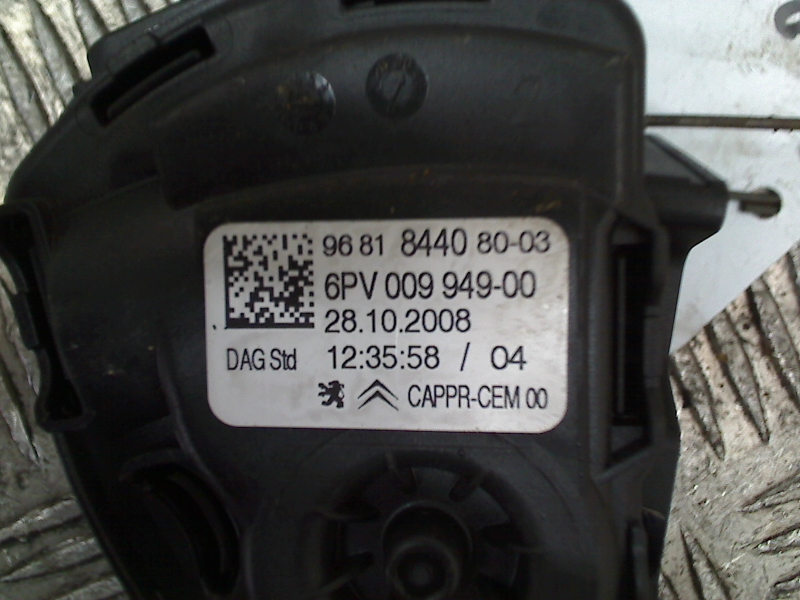 96 81 8440 80-03
6PV 009 949-00
28.10.2008
DAG Std 12:35:58 / 04
CAPPR-CEM 00